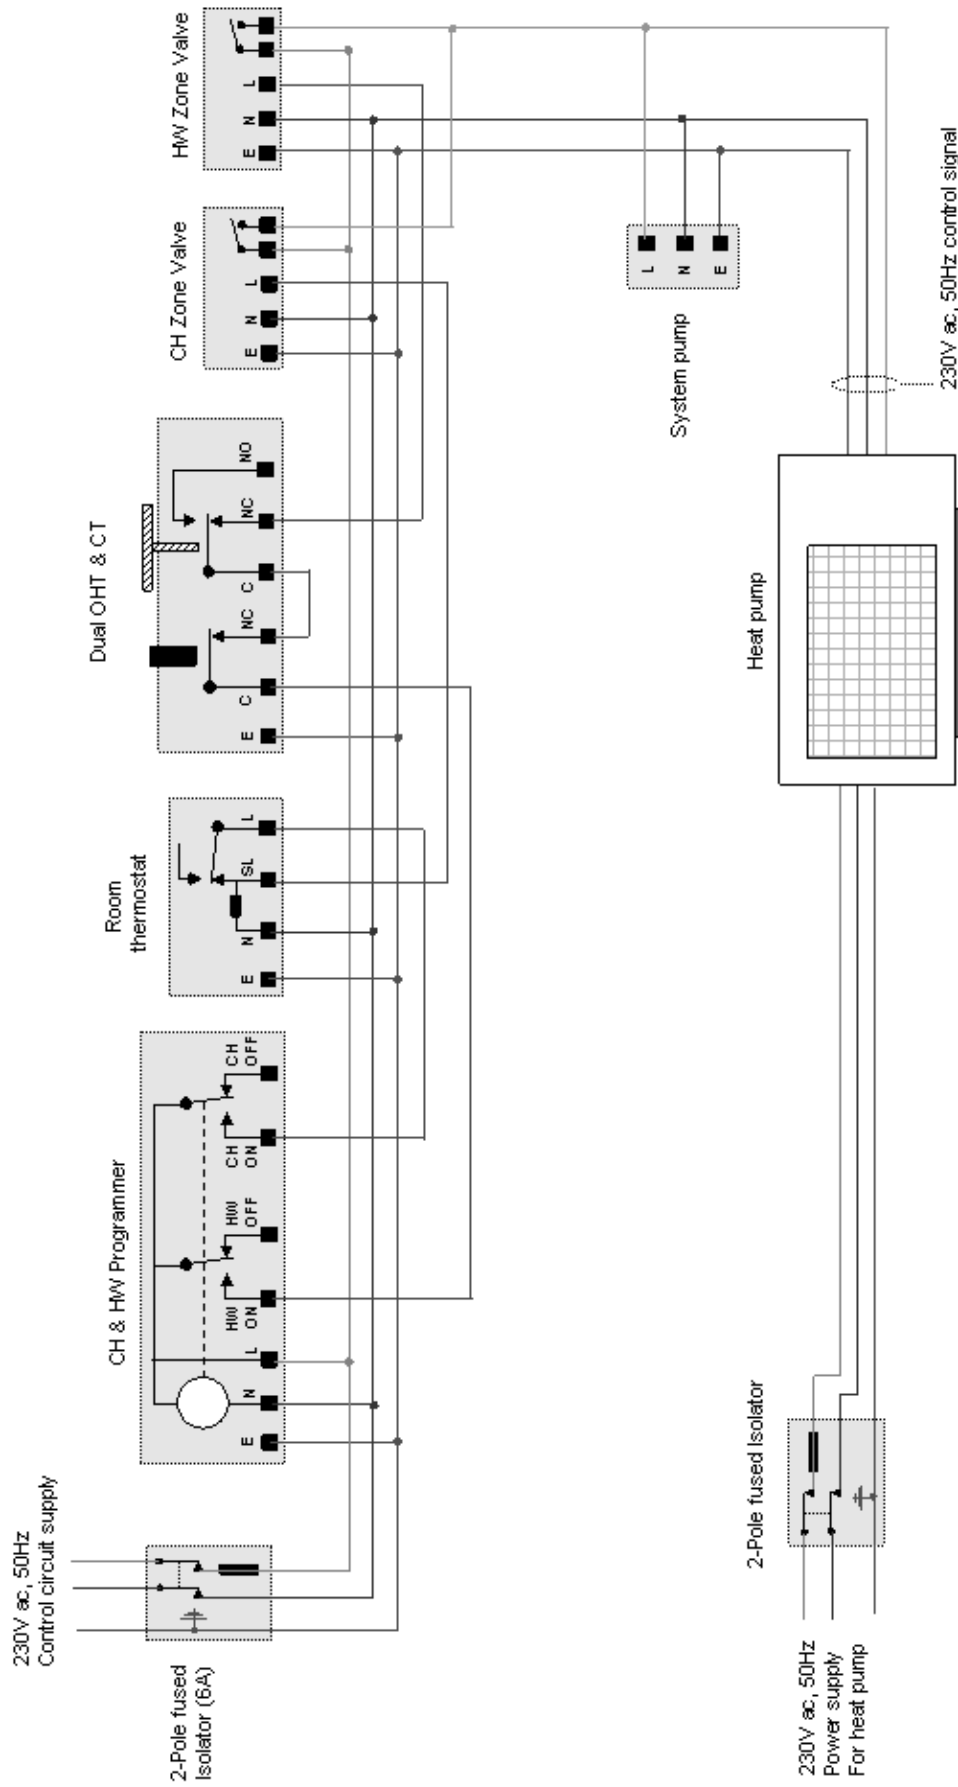 230V ac, 50Hz
Control circuit supply
2-Pole fused
Isolator (6A)
CH & HW Programmer
E
N
L
HW
ON
HW
OFF
CH
ON
CH
OFF
Room
thermostat
E
N
SL
L
Dual OHT & CT
E
C
NC
C
NC
NO
CH Zone Valve
E
N
L
HW Zone Valve
E
N
L
System pump
L
N
E
230V ac, 50Hz
Power supply
For heat pump
2-Pole fused Isolator
Heat pump
230V ac, 50Hz control signal